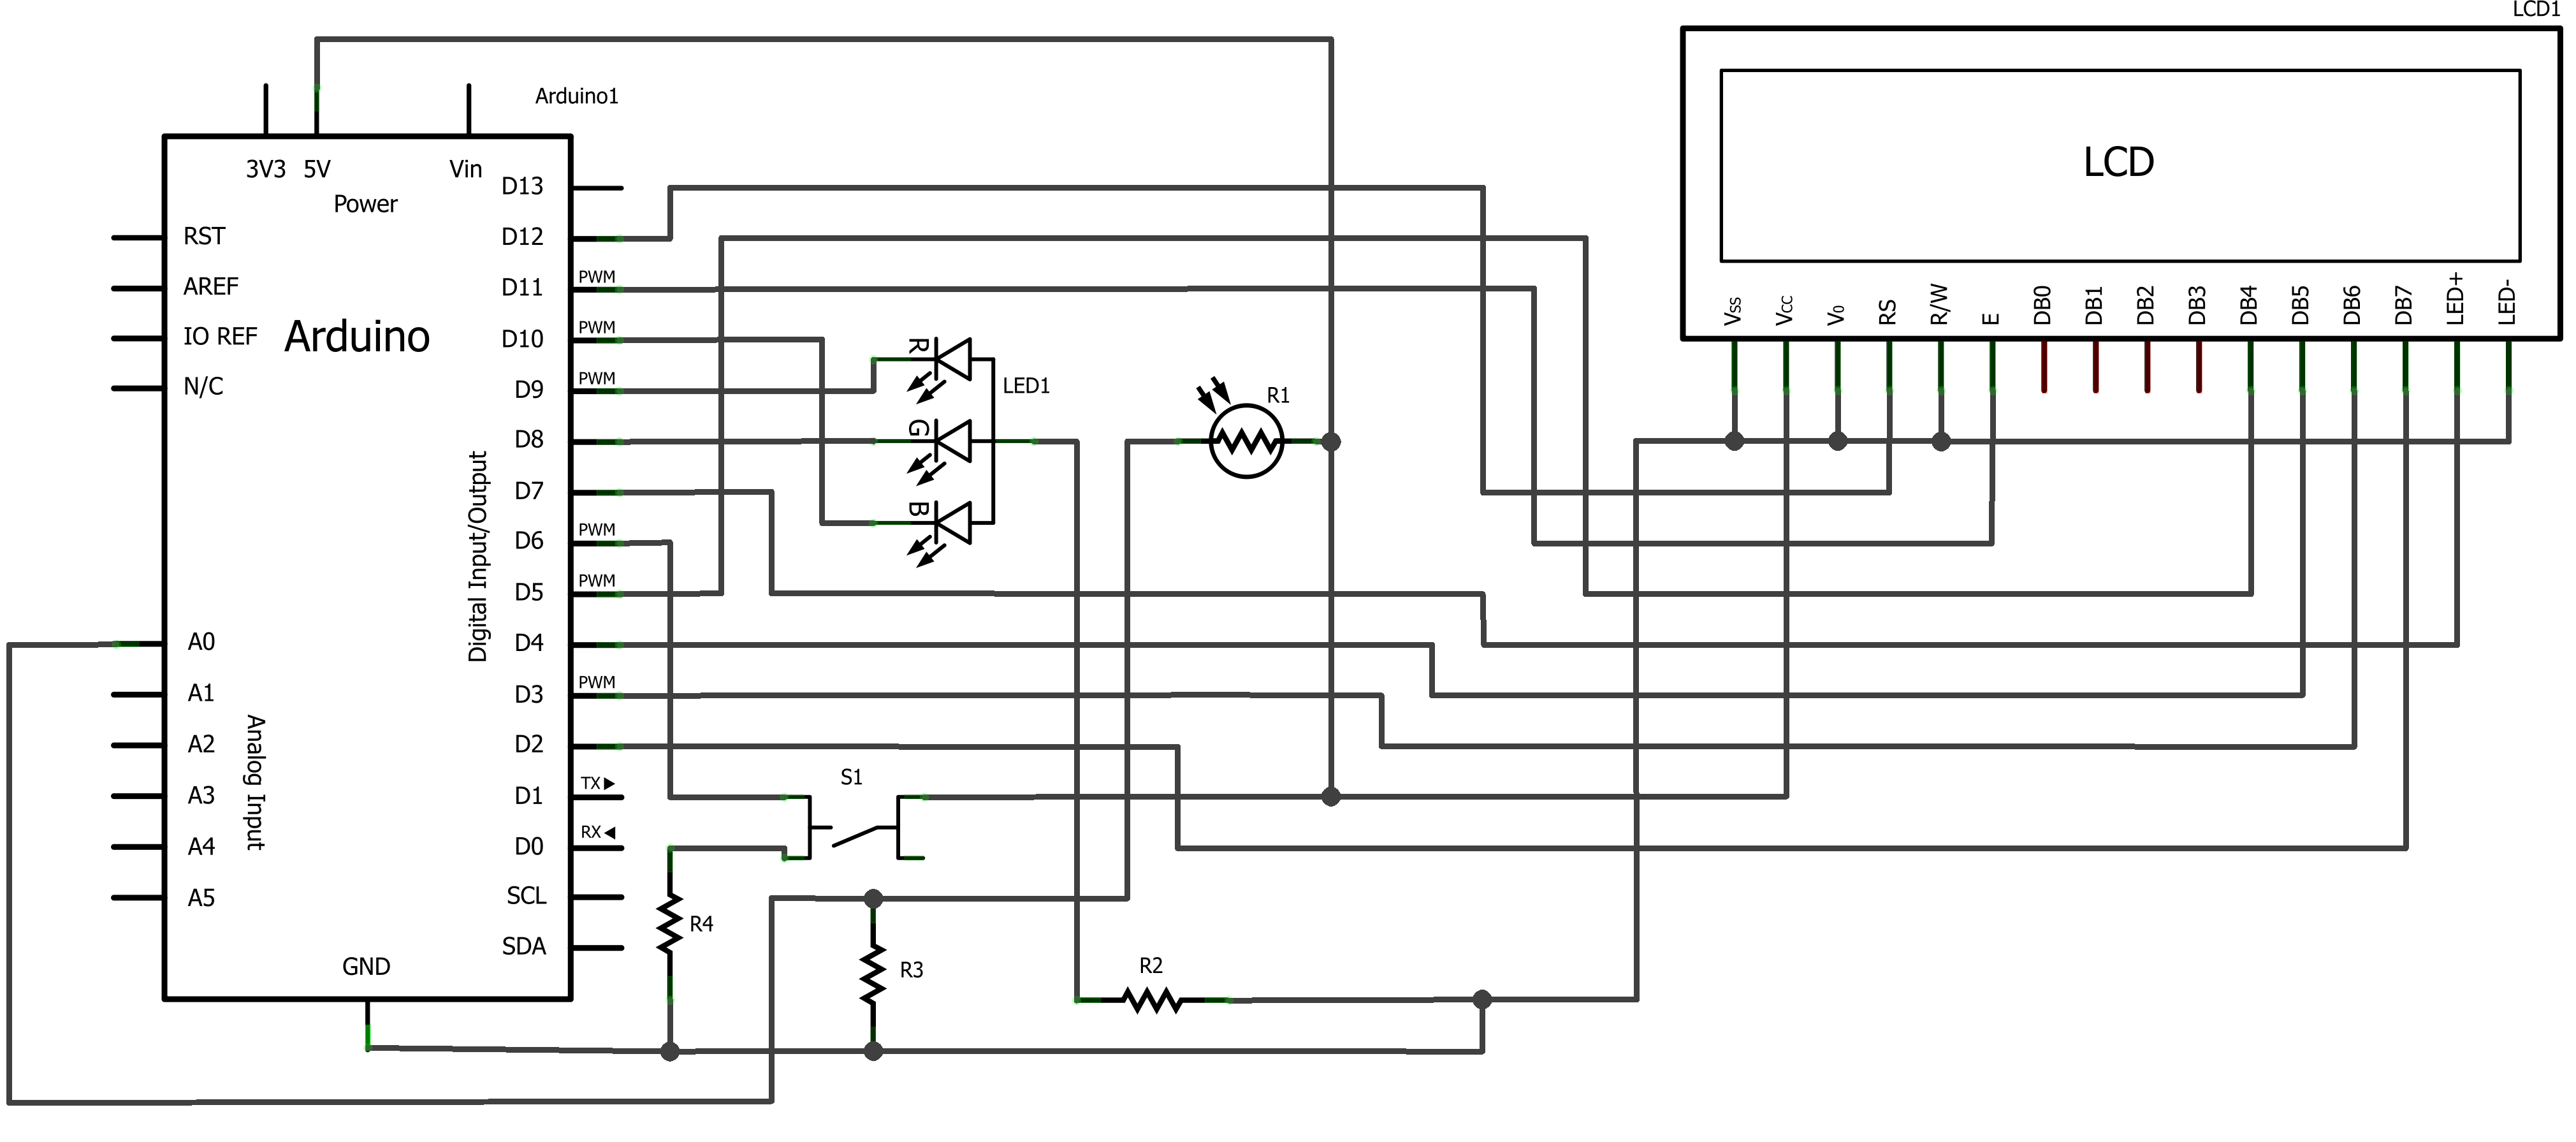 LCD1
Arduino1
3V3 5V Vin
Power
LCD
RST
AREF
IO REF
N/C
Arduino
A0
A1
A2
A3
A4
A5
Analog Input
GND
Digital Input/Output
D13
D12
D11 PWM
D10 PWM
D9 PWM
D8
D7
D6 PWM
D5 PWM
D4
D3 PWM
D2
D1 TX
D0 RX
SCL
SDA
R
G
B
LED1
R1
S1
R4
R3
R2
VSS
VCC
V0
RS
R/W
E
DB0
DB1
DB2
DB3
DB4
DB5
DB6
DB7
LED+
LED-